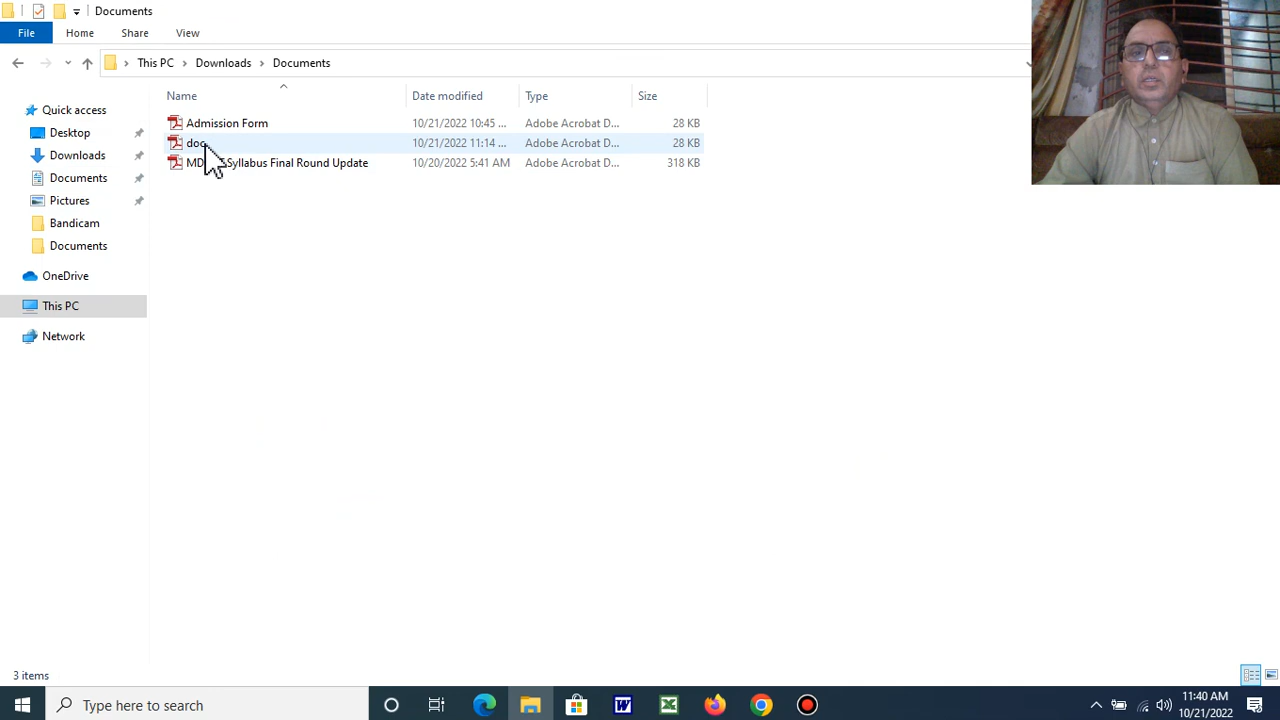 Documents
File Home Share View
This PC Downloads Documents
Name Date modified Type Size
Quick access
Desktop
Downloads
Documents
Pictures
Bandicam
Documents
OneDrive
This PC
Network
Admission Form 10/21/2022 10:45 ... Adobe Acrobat D... 28 KB
doc 10/21/2022 11:14 ... Adobe Acrobat D... 28 KB
Syllabus Final Round Update 10/20/2022 5:41 AM Adobe Acrobat D... 318 KB
3 items
Type here to search
11:40 AM
10/21/2022